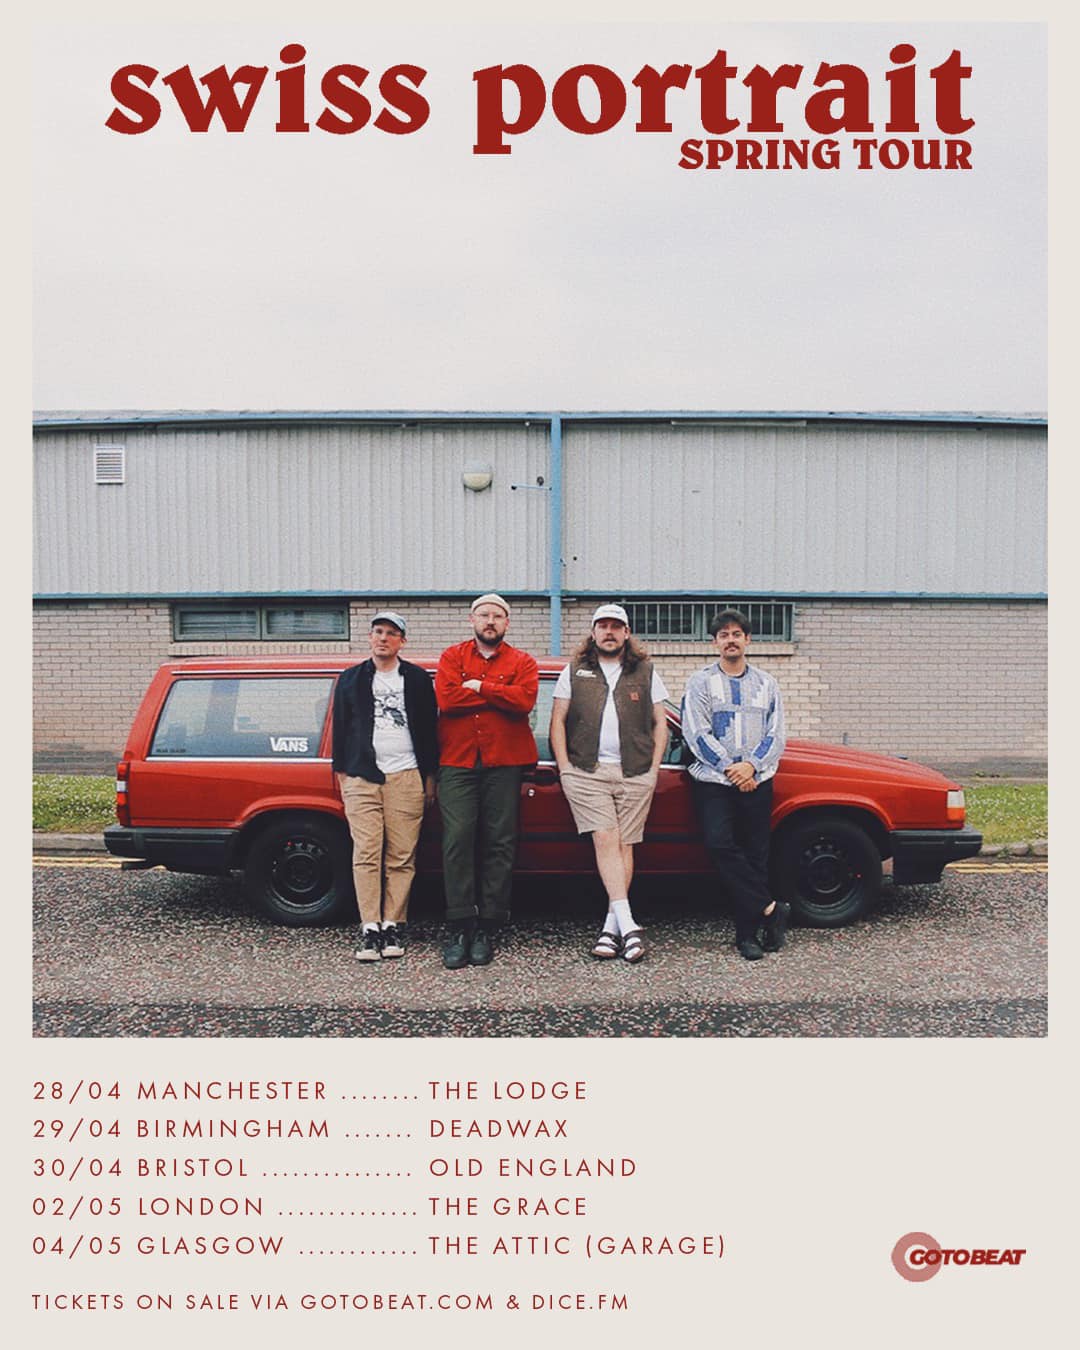 swiss portrait
SPRING TOUR
VANS
28/04 MANCHESTER ........ THE LODGE
29/04 BIRMINGHAM ....... DEADWAX
30/04 BRISTOL ............... OLD ENGLAND
02/05 LONDON .............. THE GRACE
04/05 GLASGOW ............ THE ATTIC (GARAGE)
GOTOBEAT
TICKETS ON SALE VIA GOTOBEAT.COM & DICE.FM